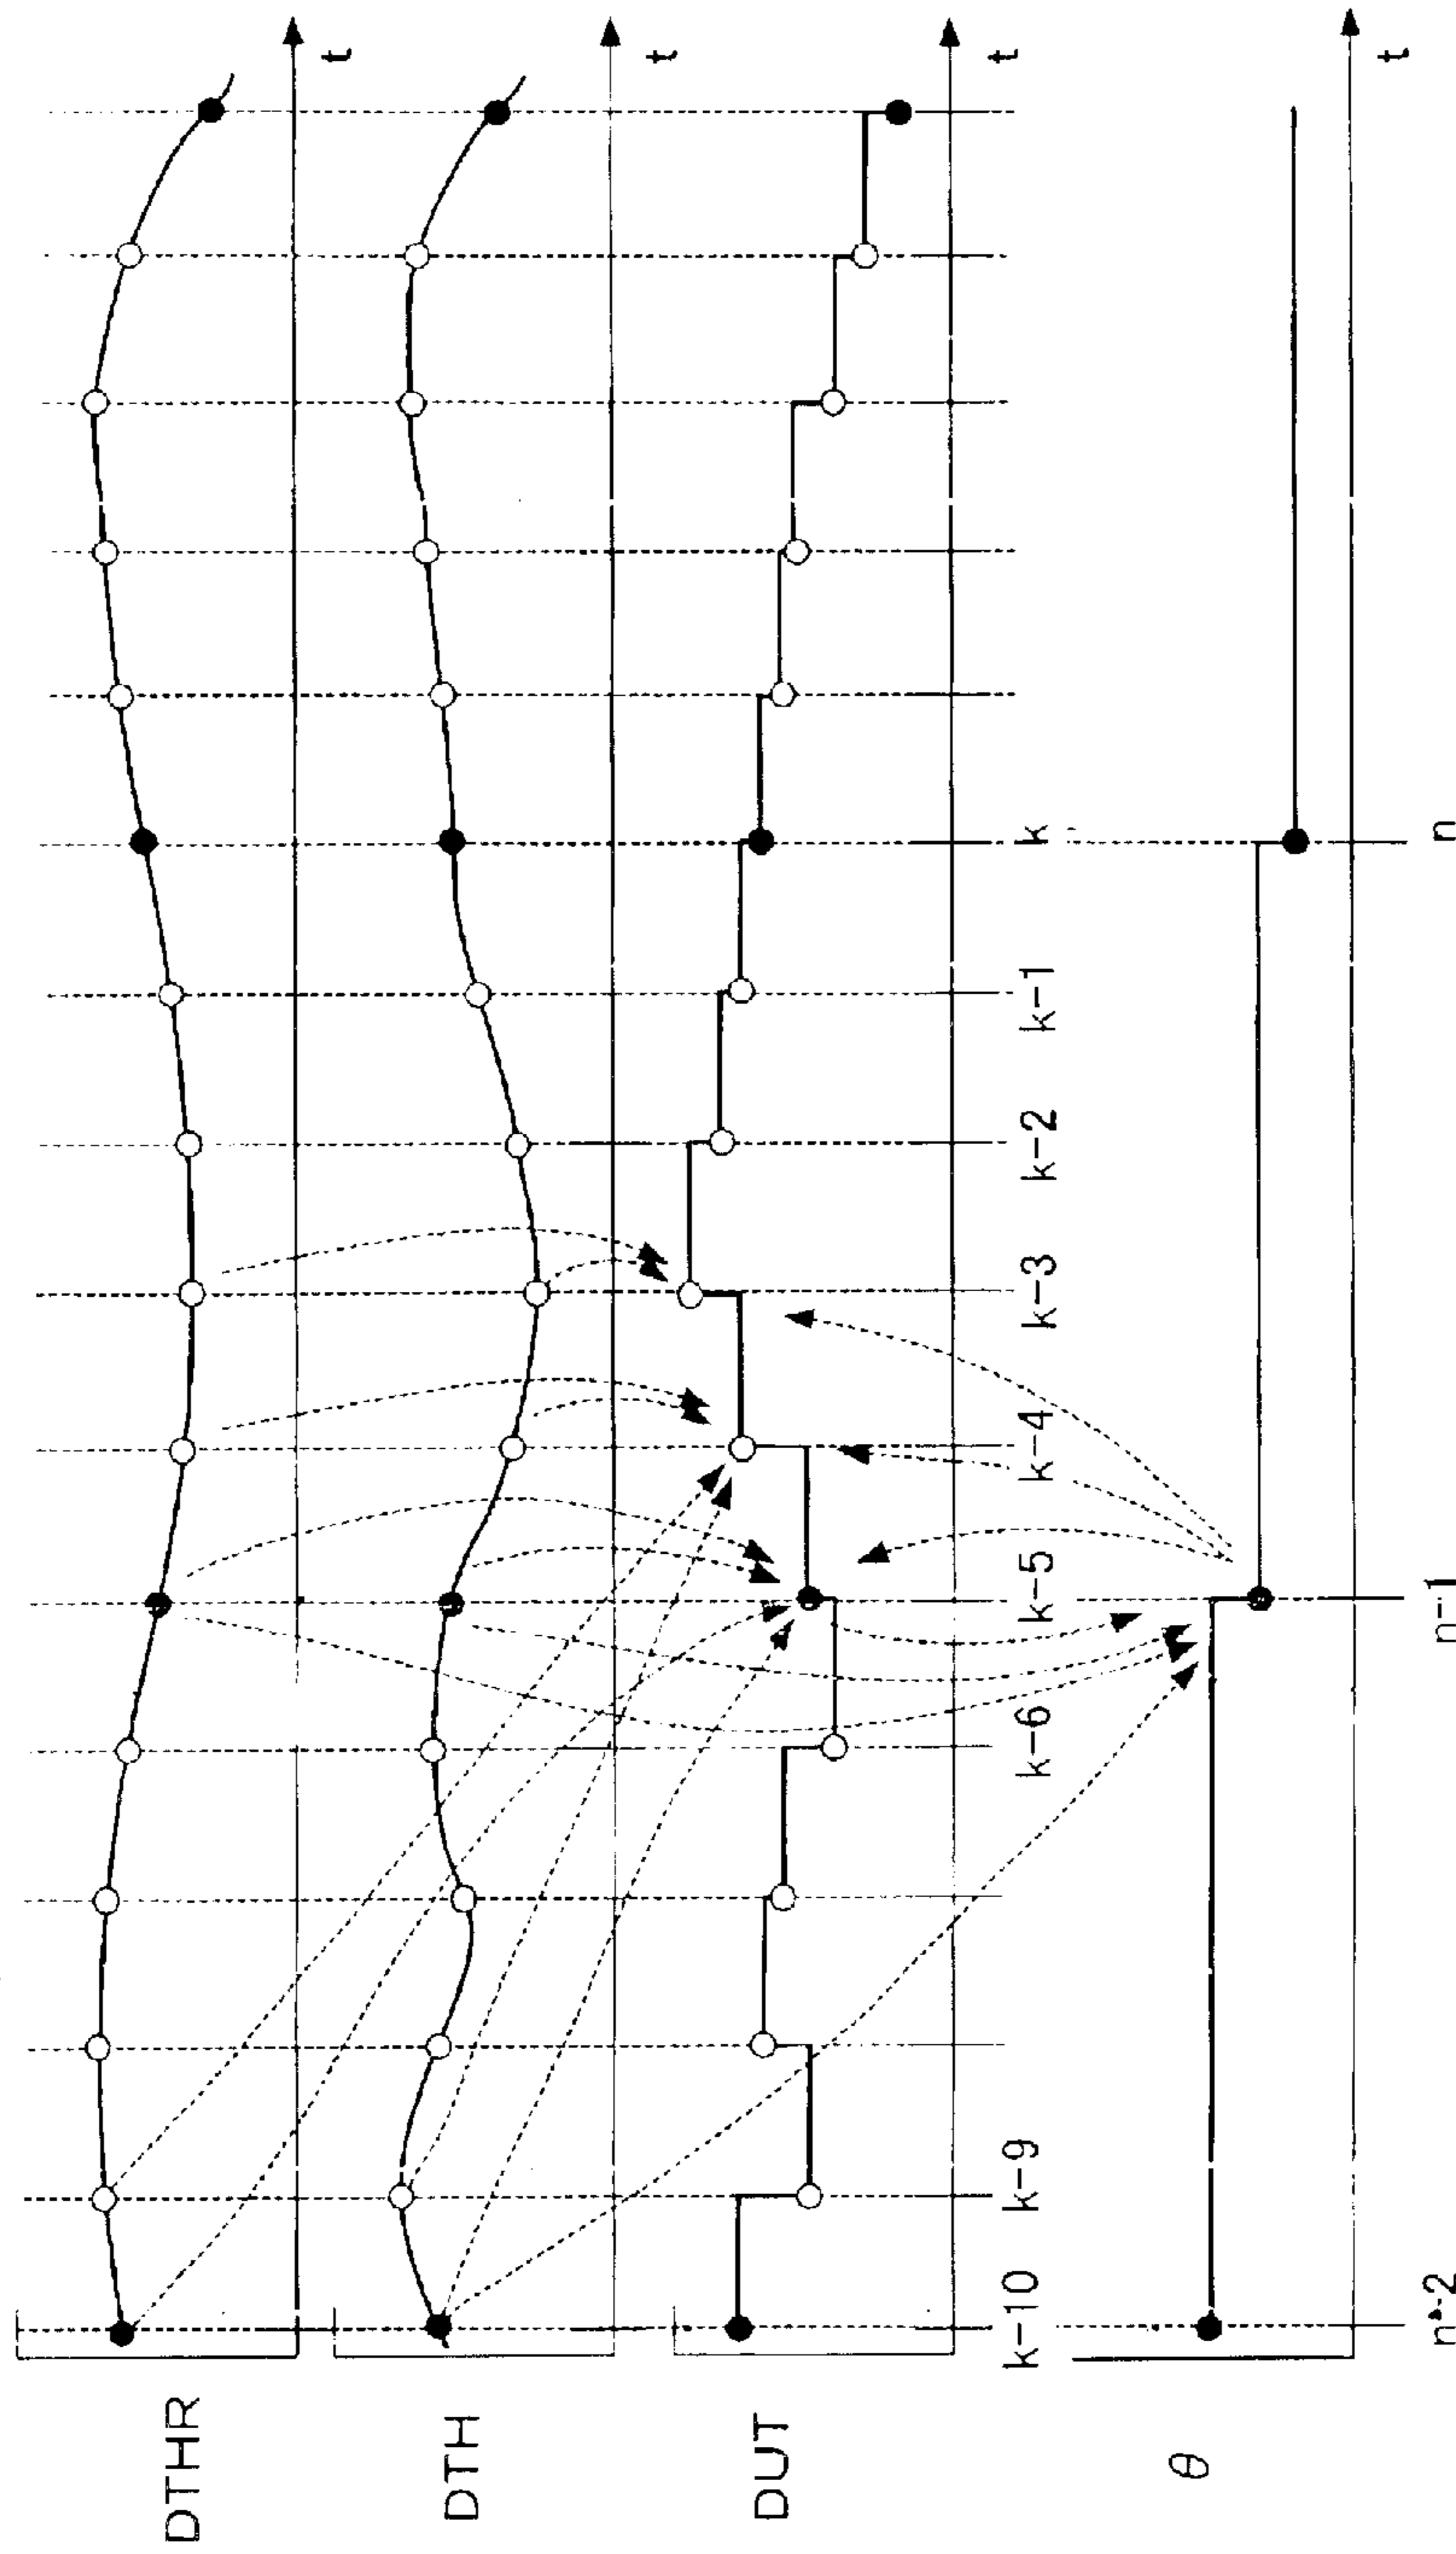 DTHR
t
DTH
t
DUT
t
k-10
k-9
k-6
k-5
k-4
k-3
k-2
k-1
k
θ
t
n-2
n-1
n